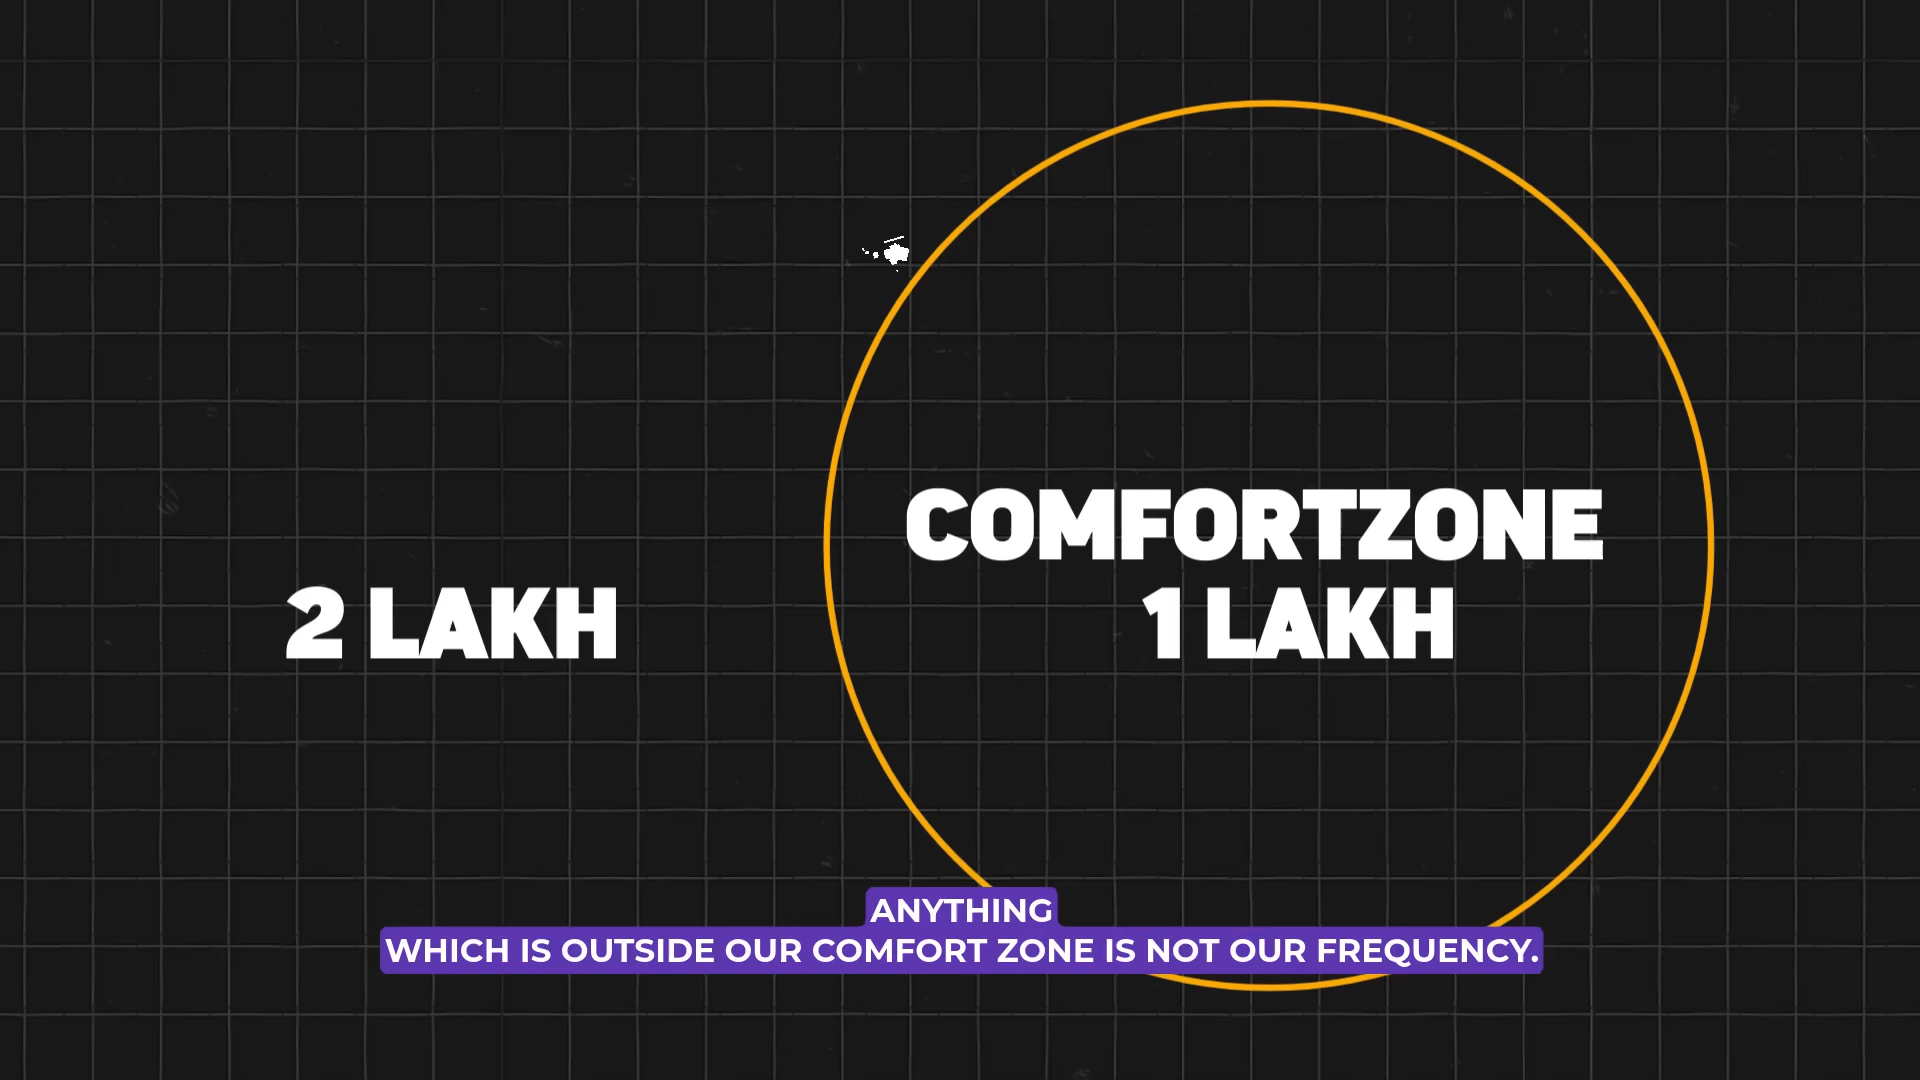 COMFORTZONE
2 LAKH
1 LAKH
ANYTHING
WHICH IS OUTSIDE OUR COMFORT ZONE IS NOT OUR FREQUENCY.